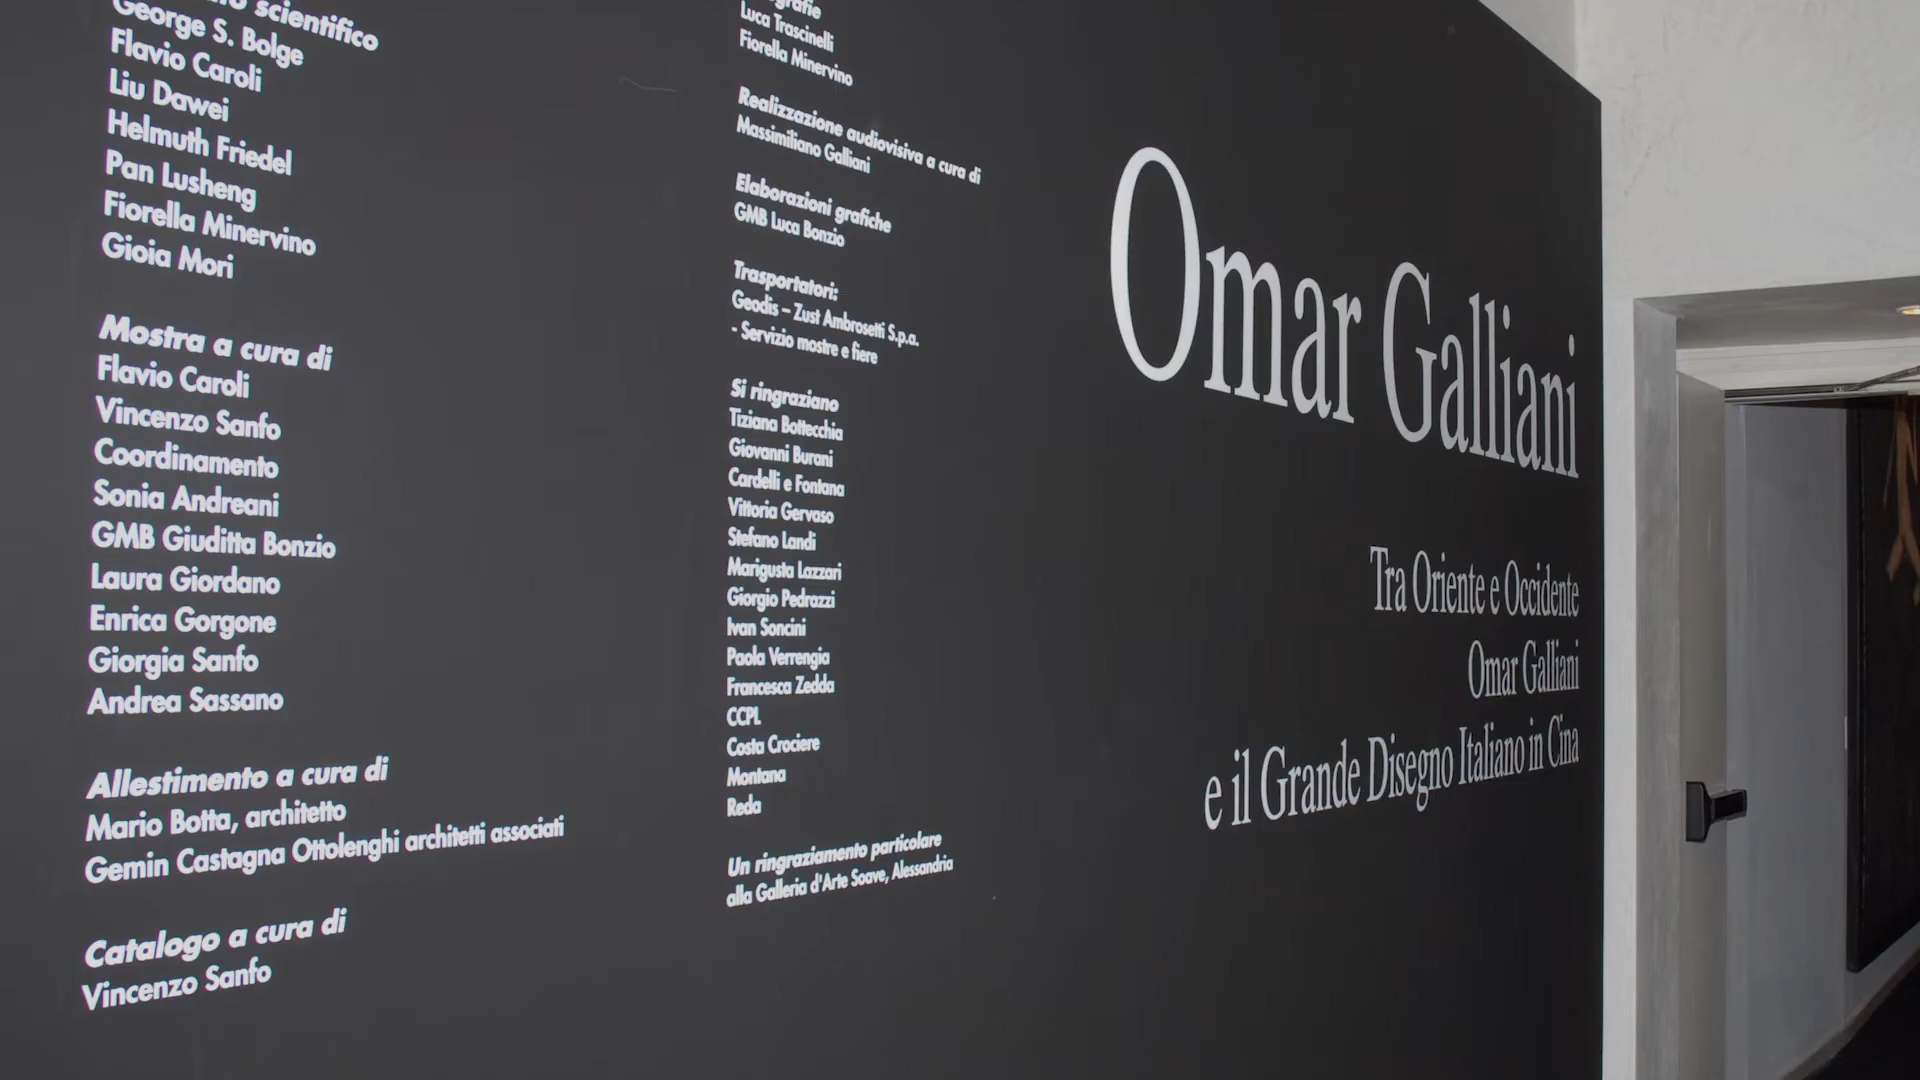 scientifico
George S. Bolge
Flavio Caroli
Liu Dawei
Helmuth Friedel
Pan Lusheng
Fiorella Minervino
Gioia Mori
Mostra a cura di
Flavio Caroli
Vincenzo Sanfo
Coordinamento
Sonia Andreani
GMB Giuditta Bonzio
Laura Giordano
Enrica Gorgone
Giorgia Sanfo
Andrea Sassano
Allestimento a cura di
Mario Botta, architetto
Gemin Castagna Ottolenghi architetti associati
Catalogo a cura di
Vincenzo Sanfo
Luca Trascinelli
Fiorella Minervino
Realizzazione audiovisiva a cura di
Massimiliano Galliani
Elaborazioni grafiche
GMB Luca Bonzio
Trasportatori:
Geodis – Zust Ambrosetti S.p.a.
- Servizio mostre e fiere
Si ringraziano
Tiziana Bottecchia
Giovanni Burani
Cardelli e Fontana
Vittoria Gervaso
Stefano Landi
Marigusta Lazzari
Giorgio Pedrazzi
Ivan Soncini
Paola Verrengia
Francesca Zedda
CCPL
Costa Crociere
Montana
Reda
Un ringraziamento particolare
alla Galleria d'Arte Soave, Alessandria
Omar Galliani
Tra Oriente e Occidente
Omar Galliani
e il Grande Disegno Italiano in Cina